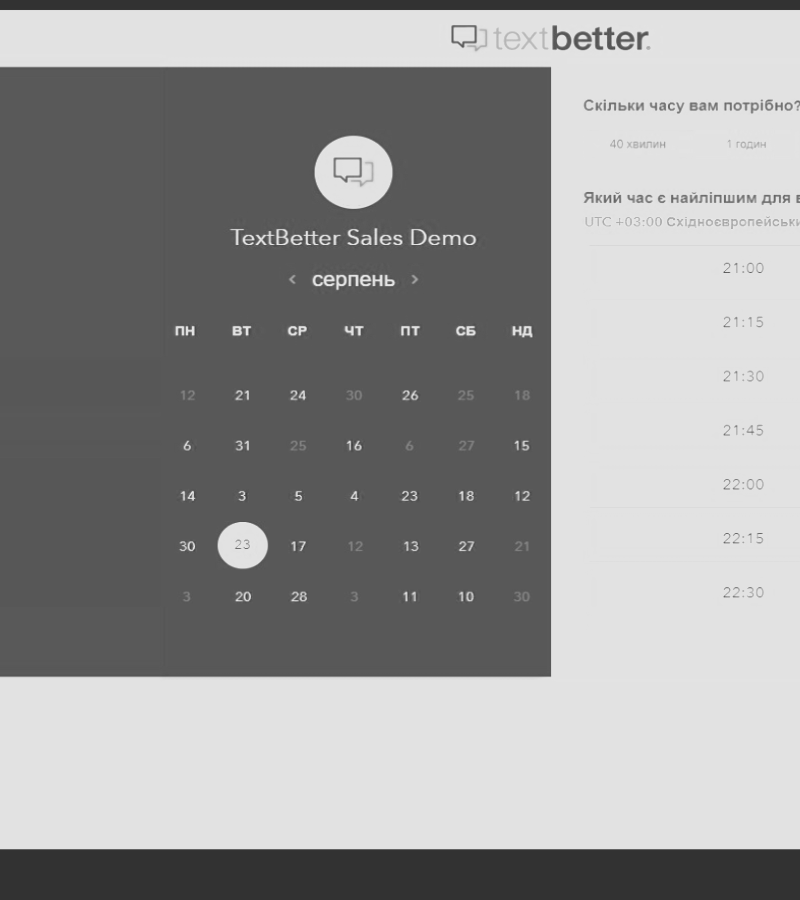 textbetter.
TextBetter Sales Demo
‹ серпень ›
ПН ВТ СР ЧТ ПТ СБ НД
12 21 24 30 26 25 18
6 31 25 16 6 27 15
14 3 5 4 23 18 12
30 23 17 12 13 27 21
3 20 28 3 11 10 30
Скільки часу вам потрібно?
40 хвилин 1 годин
Який час є найліпшим для в
UTC +03:00 Східноєвропейськи
21:00
21:15
21:30
21:45
22:00
22:15
22:30